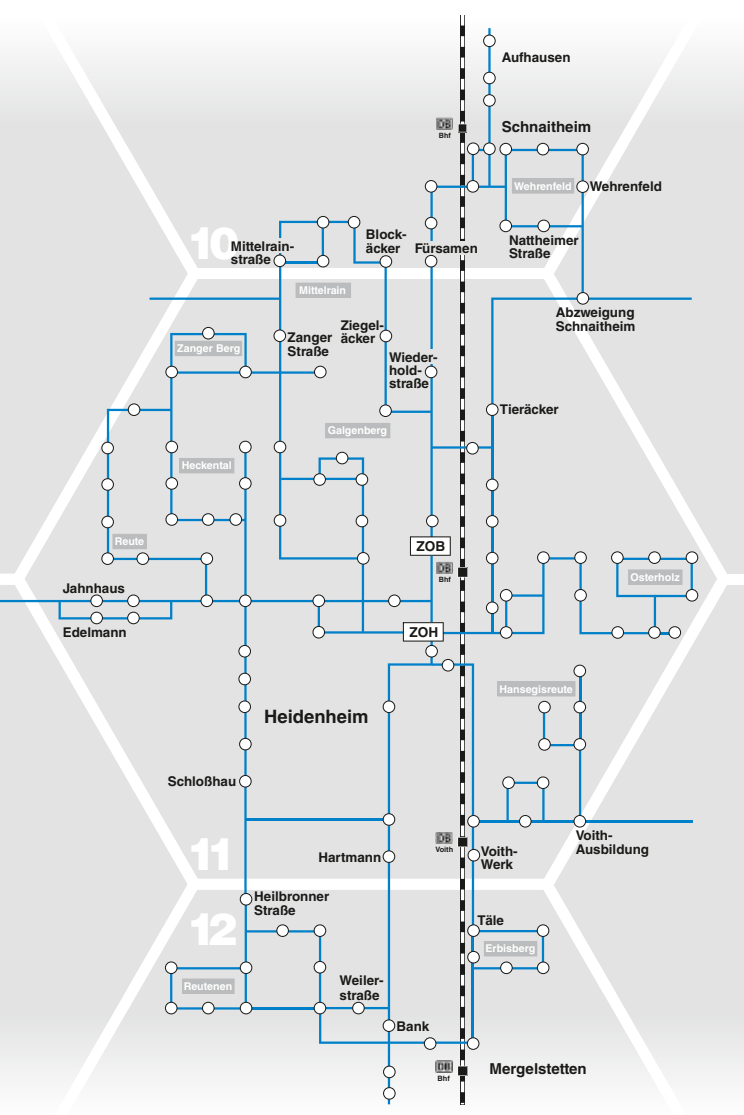 Aufhausen
DB
Bhf
Schnaitheim
Wehrenfeld
Wehrenfeld
10
Mittelrain-
straße
Block-
äcker
Fürsamen
Nattheimer
Straße
Mittelrain
Abzweigung
Schnaitheim
Zanger Berg
Zanger
Straße
Ziegel-
äcker
Wieder-
hold-
straße
Tieräcker
Galgenberg
Heckental
Reute
ZOB
DB
Bhf
Osterholz
Jahnhaus
Edelmann
ZOH
Hansegisreute
Heidenheim
Schloßhau
11
Hartmann
DB
Voith
Voith-
Werk
Voith-
Ausbildung
Heilbronner
Straße
12
Täle
Erbisberg
Reutenen
Weiler-
straße
Bank
DB
Bhf
Mergelstetten